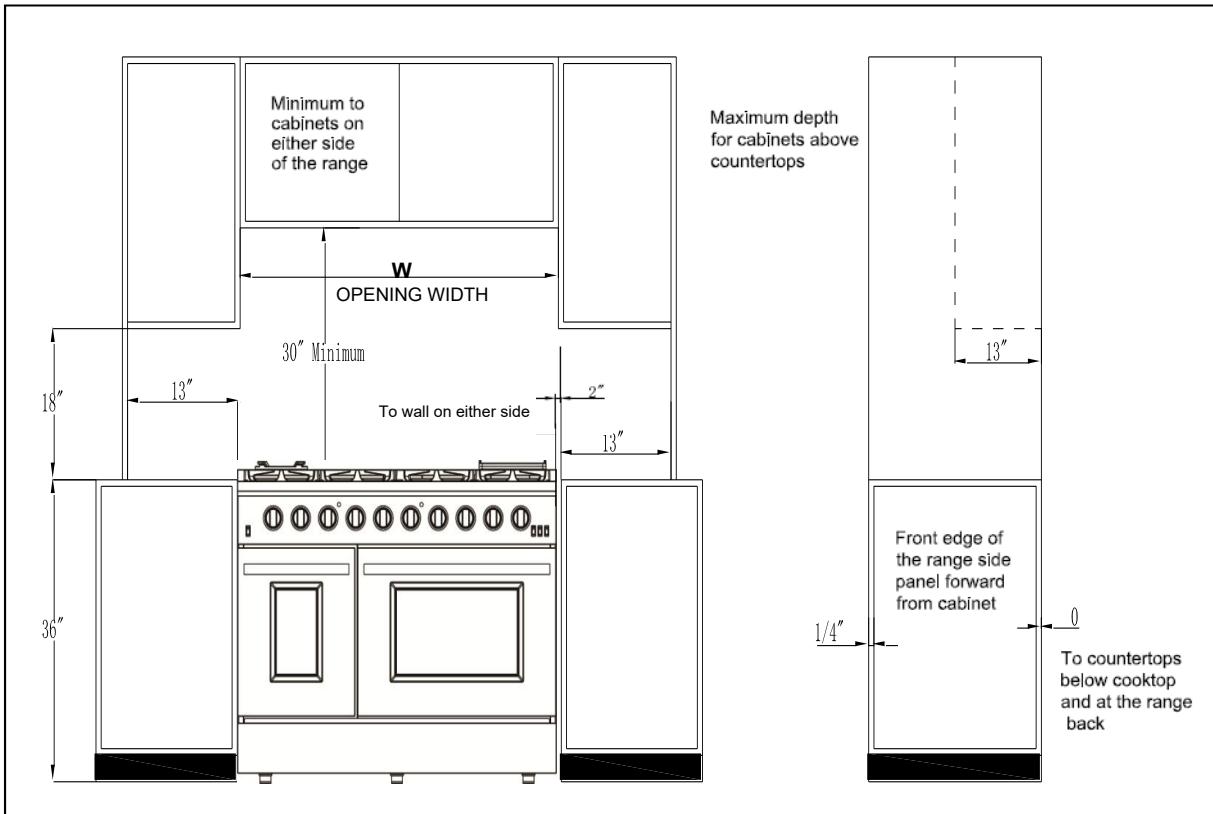 Minimum to
cabinets on
either side
of the range
Maximum depth
for cabinets above
countertops
W
OPENING WIDTH
30" Minimum
13"
18"
13"
2"
To wall on either side
13"
Front edge of
the range side
panel forward
from cabinet
36"
1/4"
0
To countertops
below cooktop
and at the range
back